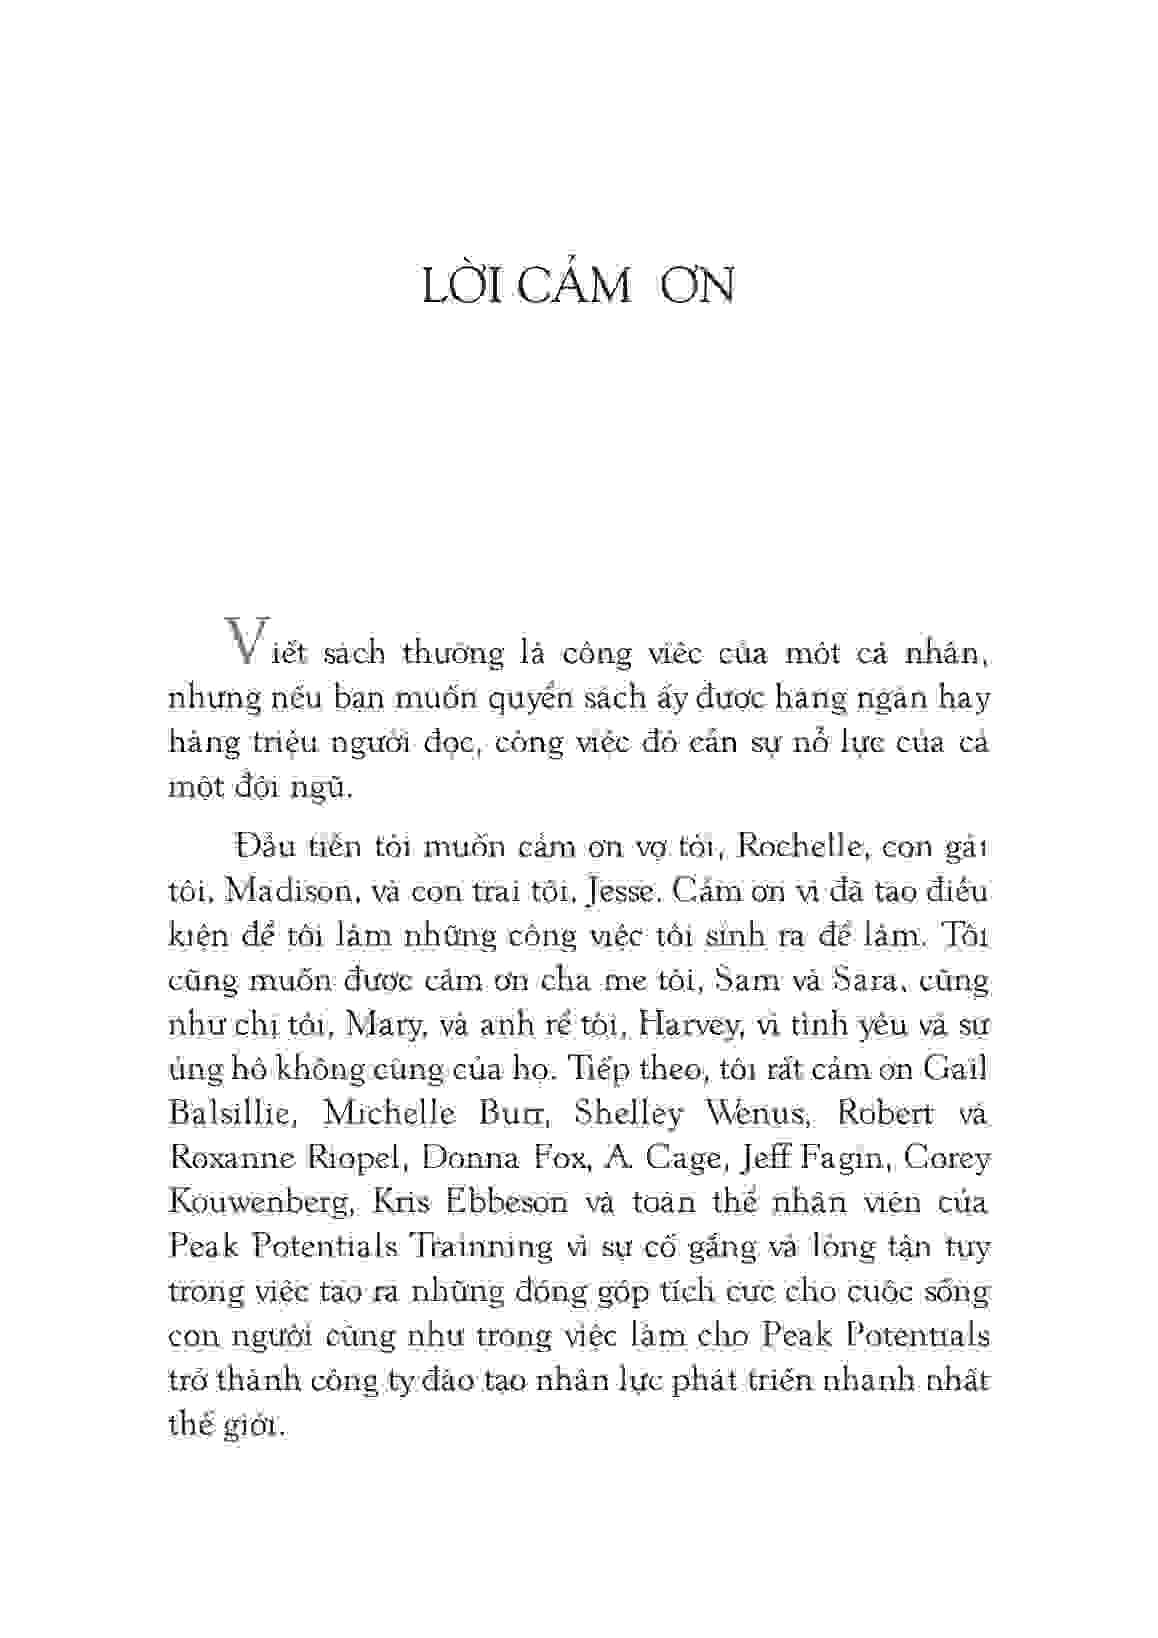 LỜI CẢM ƠN
Viết sách thường là công việc của một cá nhân,
nhưng nếu bạn muốn quyển sách ấy được hàng ngàn hay
hàng triệu người đọc, công việc đó cần sự nỗ lực của cả
một đội ngũ.
Đầu tiên tôi muốn cảm ơn vợ tôi, Rochelle, con gái
tôi, Madison, và con trai tôi, Jesse. Cảm ơn vì đã tạo điều
kiện để tôi làm những công việc tôi sinh ra để làm. Tôi
cũng muốn được cảm ơn cha mẹ tôi, Sam và Sara, cũng
như chị tôi, Mary, và anh rể tôi, Harvey, vì tình yêu và sự
ủng hộ không cùng của họ. Tiếp theo, tôi rất cảm ơn Gail
Balsillie, Michelle Burr, Shelley Wenus, Robert và
Roxanne Riopel, Donna Fox, A. Cage, Jeff Fagin, Corey
Kouwenberg, Kris Ebbeson và toàn thể nhân viên của
Peak Potentials Trainning vì sự cố gắng và lòng tận tụy
trong việc tạo ra những đóng góp tích cực cho cuộc sống
con người cũng như trong việc làm cho Peak Potentials
trở thành công ty đào tạo nhân lực phát triển nhanh nhất
thế giới.